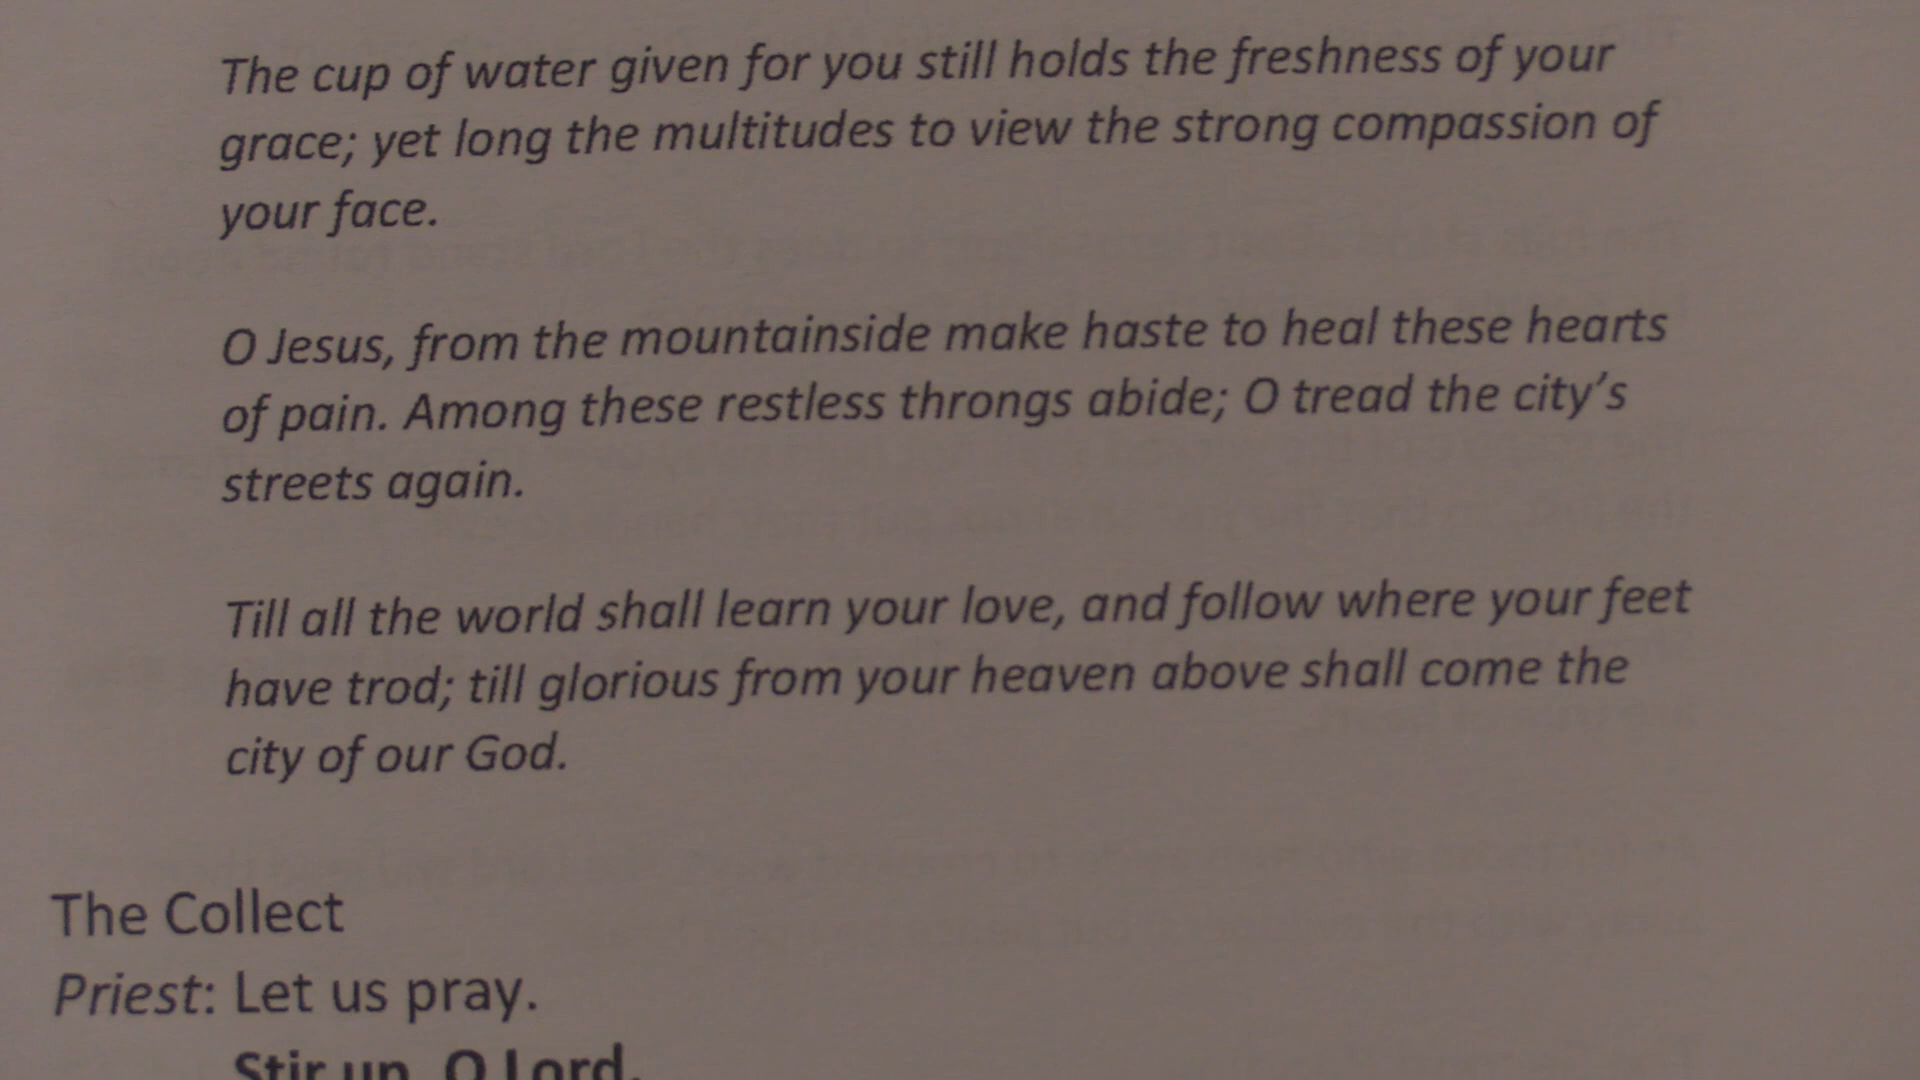 The cup of water given for you still holds the freshness of your
grace; yet long the multitudes to view the strong compassion of
your face.
O Jesus, from the mountainside make haste to heal these hearts
of pain. Among these restless throngs abide; O tread the city’s
streets again.
Till all the world shall learn your love, and follow where your feet
have trod; till glorious from your heaven above shall come the
city of our God.
The Collect
Priest: Let us pray.
Stir up, O Lord,